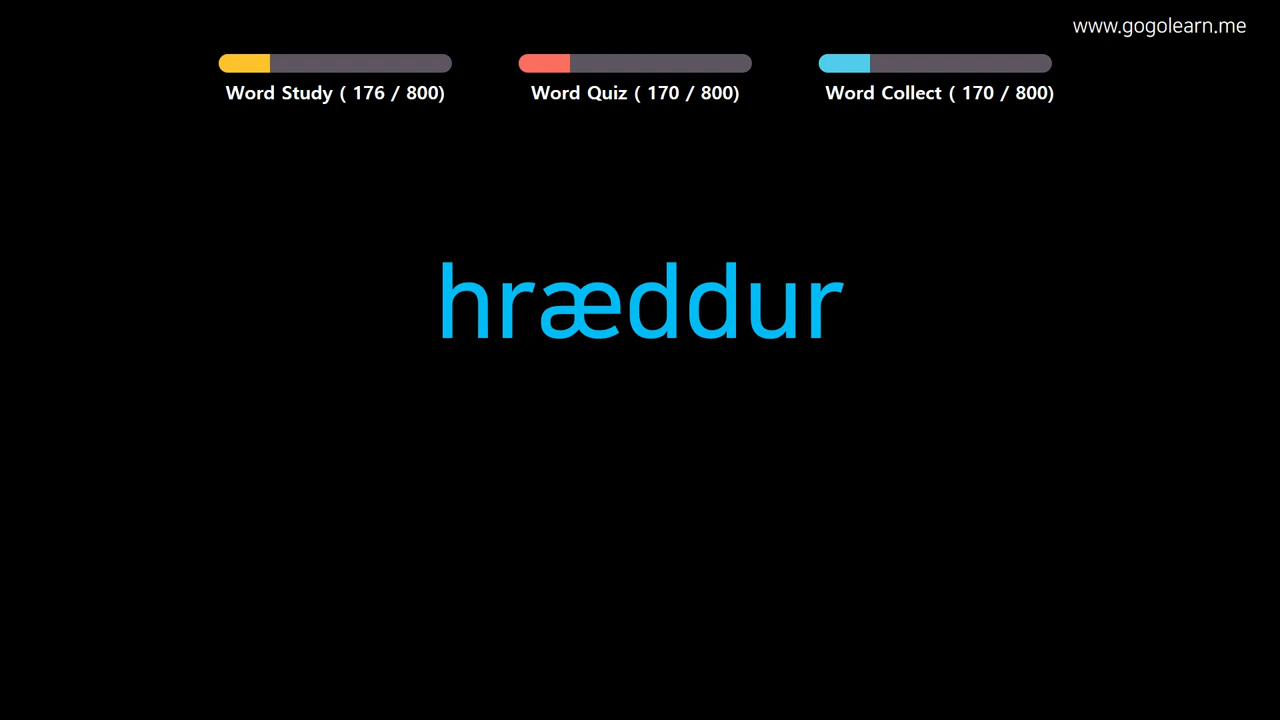 www.gogolearn.me
Word Study ( 176 / 800)
Word Quiz ( 170 / 800)
Word Collect ( 170 / 800)
hræddur